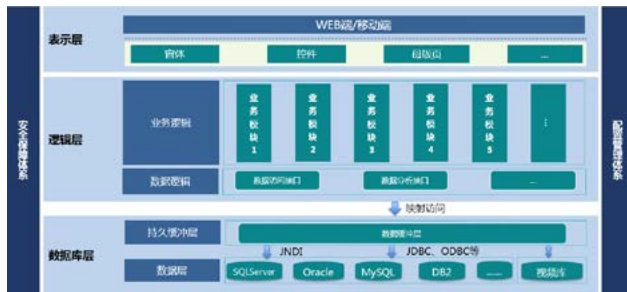 WEB端/移动端
表示层
窗体
控件
母版页
...
逻辑层
业务逻辑
业务模块1
业务模块2
业务模块3
业务模块4
业务模块5
...
数据逻辑
数据访问接口
数据分析接口
...
映射访问
数据库层
持久缓冲层
数据缓冲层
JNDI
JDBC、ODBC等
数据层
SQLServer
Oracle
MySQL
DB2
......
视频库
安全保障体系
配置管理体系